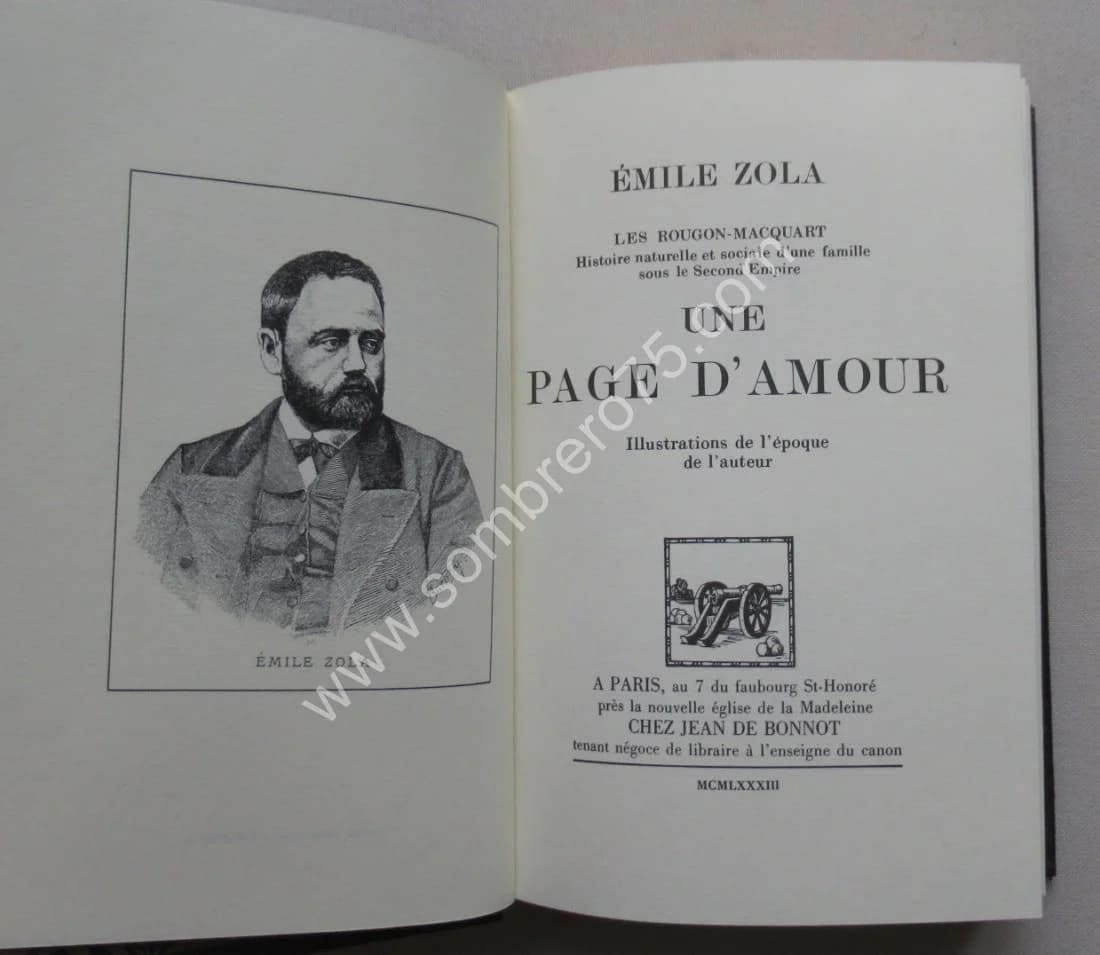 ÉMILE ZOLA
ÉMILE ZOLA
LES ROUGON-MACQUART
Histoire naturelle et sociale d'une famille
sous le Second Empire
UNE
PAGE D'AMOUR
Illustrations de l'époque
de l'auteur
A PARIS, au 7 du faubourg St-Honoré
près la nouvelle église de la Madeleine
CHEZ JEAN DE BONNOT
tenant négoce de libraire à l'enseigne du canon
MCMLXXXIII
www.sombrero75.com